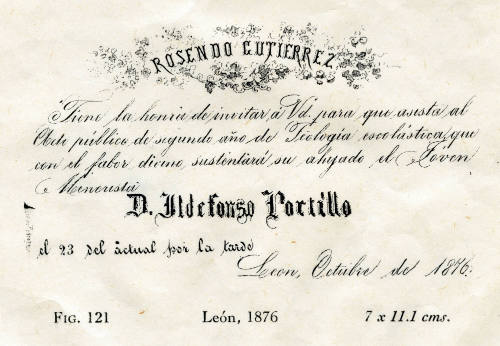 ROSENDO GUTIERREZ
Tiene la honra de invitar á Vd. para que asista al
Acto público de segundo año de Teología escolástica, que
con el fabor divino, sustentará su ahijado el Jóven
Menorista
D. Ildefonso Portillo
el 23 del actual por la tarde
Leon, Octubre de 1876.
FIG. 121 León, 1876 7 x 11.1 cms.